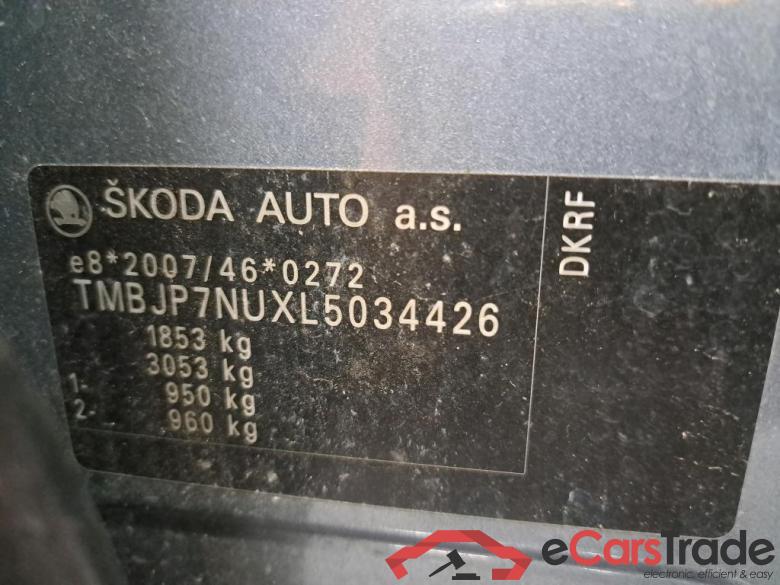 ŠKODA AUTO a.s.
e8*2007/46*0272
TMBJP7NUXL5034426
1853 kg
3053 kg
1- 950 kg
2- 960 kg
DKRF
eCarsTrade
electronic, efficient & easy